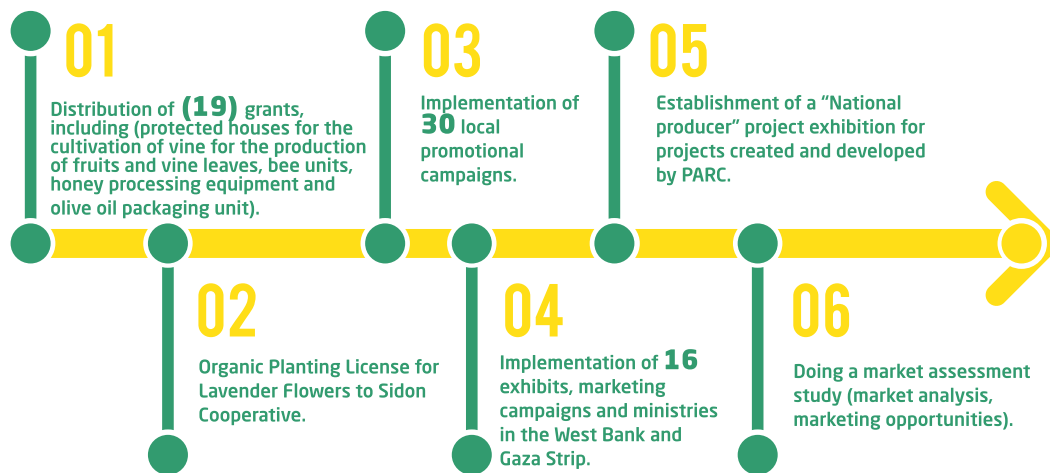 01
Distribution of (19) grants,
including (protected houses for the
cultivation of vine for the production
of fruits and vine leaves, bee units,
honey processing equipment and
olive oil packaging unit).
02
Organic Planting License for
Lavender Flowers to Sidon
Cooperative.
03
Implementation of
30 local
promotional
campaigns.
04
Implementation of 16
exhibits, marketing
campaigns and ministries
in the West Bank and
Gaza Strip.
05
Establishment of a “National
producer” project exhibition for
projects created and developed
by PARC.
06
Doing a market assessment
study (market analysis,
marketing opportunities).